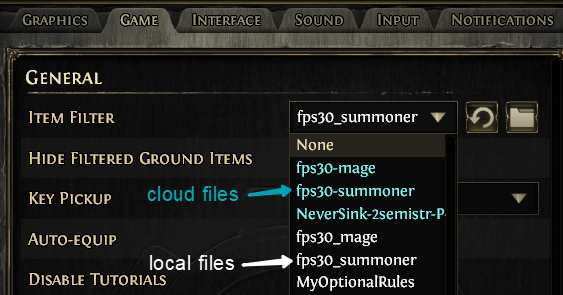 Graphics Game Interface Sound Input Notifications
General
Item Filter fps30_summoner
None
Hide Filtered Ground Items
fps30-mage
cloud files fps30-summoner
Key Pickup
NeverSink-2semistr-P
Auto-equip fps30_mage
local files fps30_summoner
Disable Tutorials MyOptionalRules